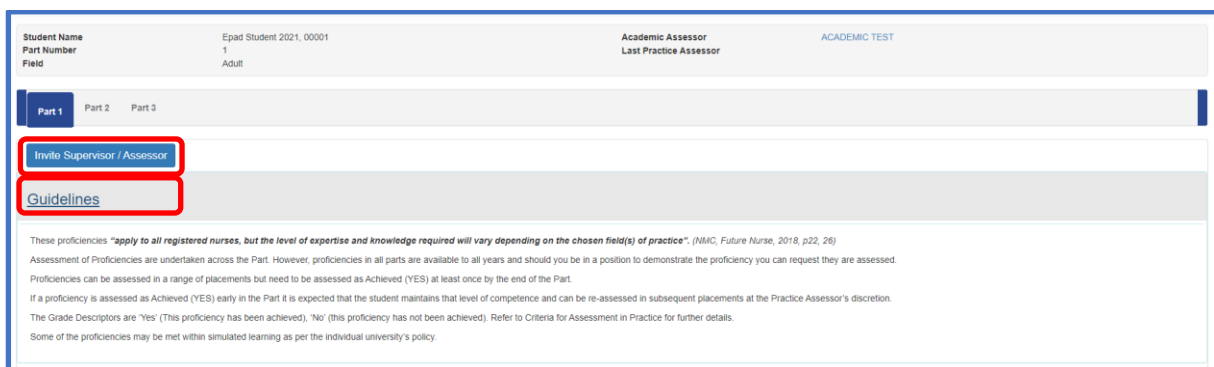 Student Name Epad Student 2021, 00001 Academic Assessor ACADEMIC TEST
Part Number 1 Last Practice Assessor
Field Adult
Part 1 Part 2 Part 3
Invite Supervisor / Assessor
Guidelines
These proficiencies "apply to all registered nurses, but the level of expertise and knowledge required will vary depending on the chosen field(s) of practice". (NMC, Future Nurse, 2018, p22, 26)
Assessment of Proficiencies are undertaken across the Part. However, proficiencies in all parts are available to all years and should you be in a position to demonstrate the proficiency you can request they are assessed.
Proficiencies can be assessed in a range of placements but need to be assessed as Achieved (YES) at least once by the end of the Part.
If a proficiency is assessed as Achieved (YES) early in the Part it is expected that the student maintains that level of competence and can be re-assessed in subsequent placements at the Practice Assessor's discretion.
The Grade Descriptors are 'Yes' (This proficiency has been achieved), 'No' (this proficiency has not been achieved). Refer to Criteria for Assessment in Practice for further details.
Some of the proficiencies may be met within simulated learning as per the individual university's policy.